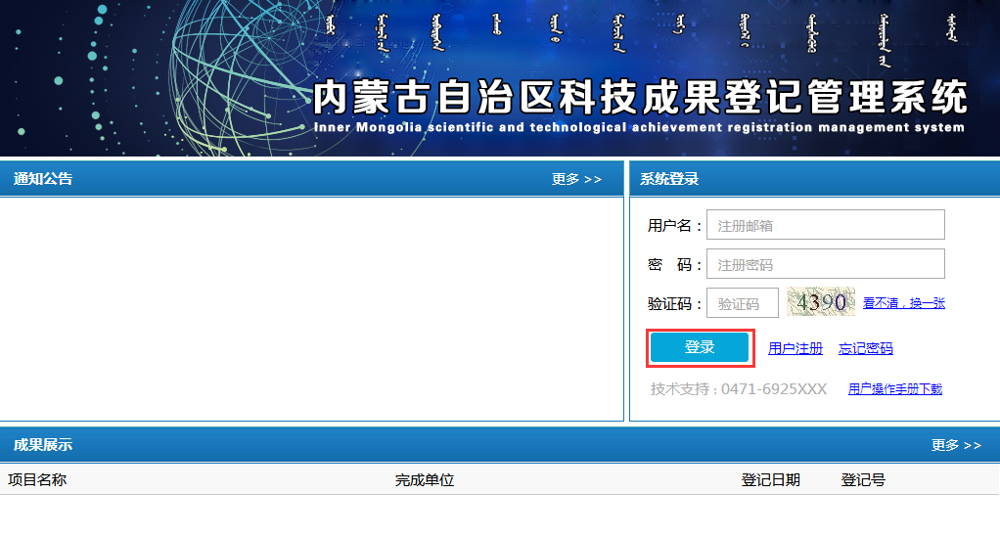 内蒙古自治区科技成果登记管理系统
Inner Mongolia scientific and technological achievement registration management system
通知公告 更多 >>
系统登录
用户名： 注册邮箱
密 码： 注册密码
验证码： 验证码 4390 看不清，换一张
登录 用户注册 忘记密码
技术支持：0471-6925XXX 用户操作手册下载
成果展示 更多 >>
项目名称 完成单位 登记日期 登记号